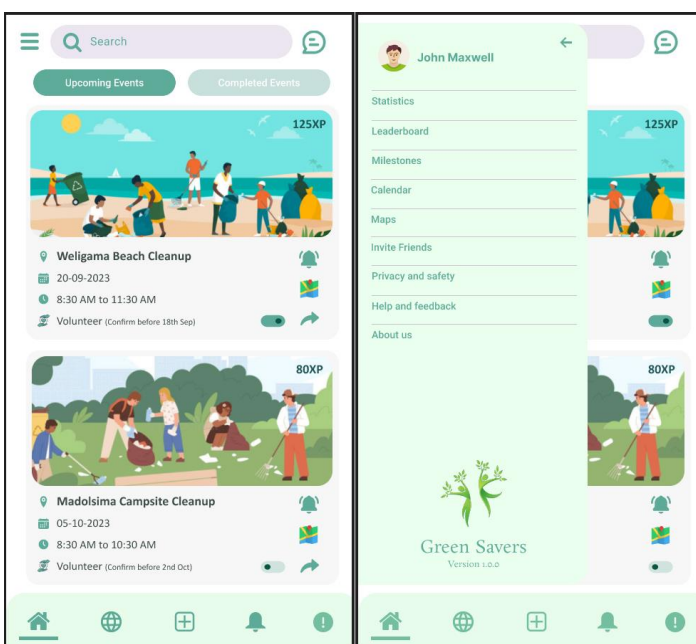 Search
Upcoming Events
Completed Events
125XP
Weligama Beach Cleanup
20-09-2023
8:30 AM to 11:30 AM
Volunteer (Confirm before 18th Sep)
80XP
Madolsima Campsite Cleanup
05-10-2023
8:30 AM to 10:30 AM
Volunteer (Confirm before 2nd Oct)
John Maxwell
Statistics
Leaderboard
Milestones
Calendar
Maps
Invite Friends
Privacy and safety
Help and feedback
About us
Green Savers
Version 1.0.0
125XP
80XP